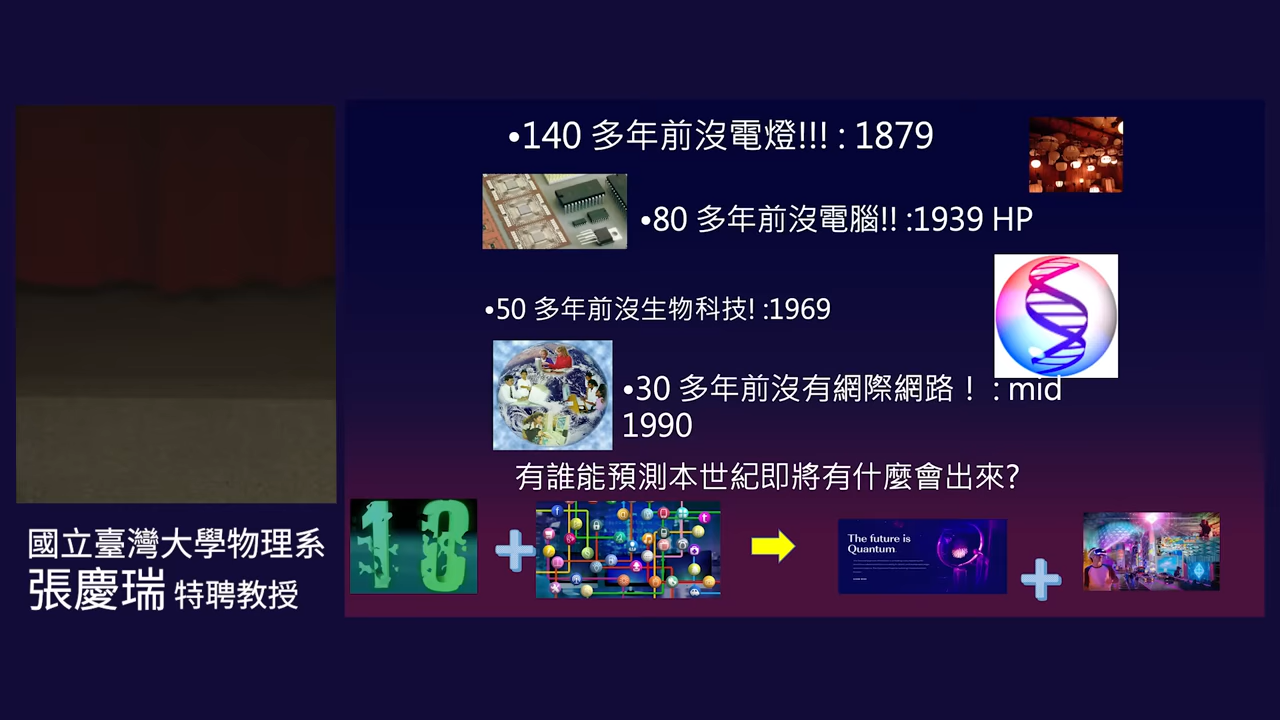 •140 多年前沒電燈!!! : 1879
•80 多年前沒電腦!! :1939 HP
•50 多年前沒生物科技! :1969
•30 多年前沒有網際網路！ : mid
1990
有誰能預測本世紀即將有什麼會出來?
18
The future is
Quantum
國立臺灣大學物理系
張慶瑞 特聘教授